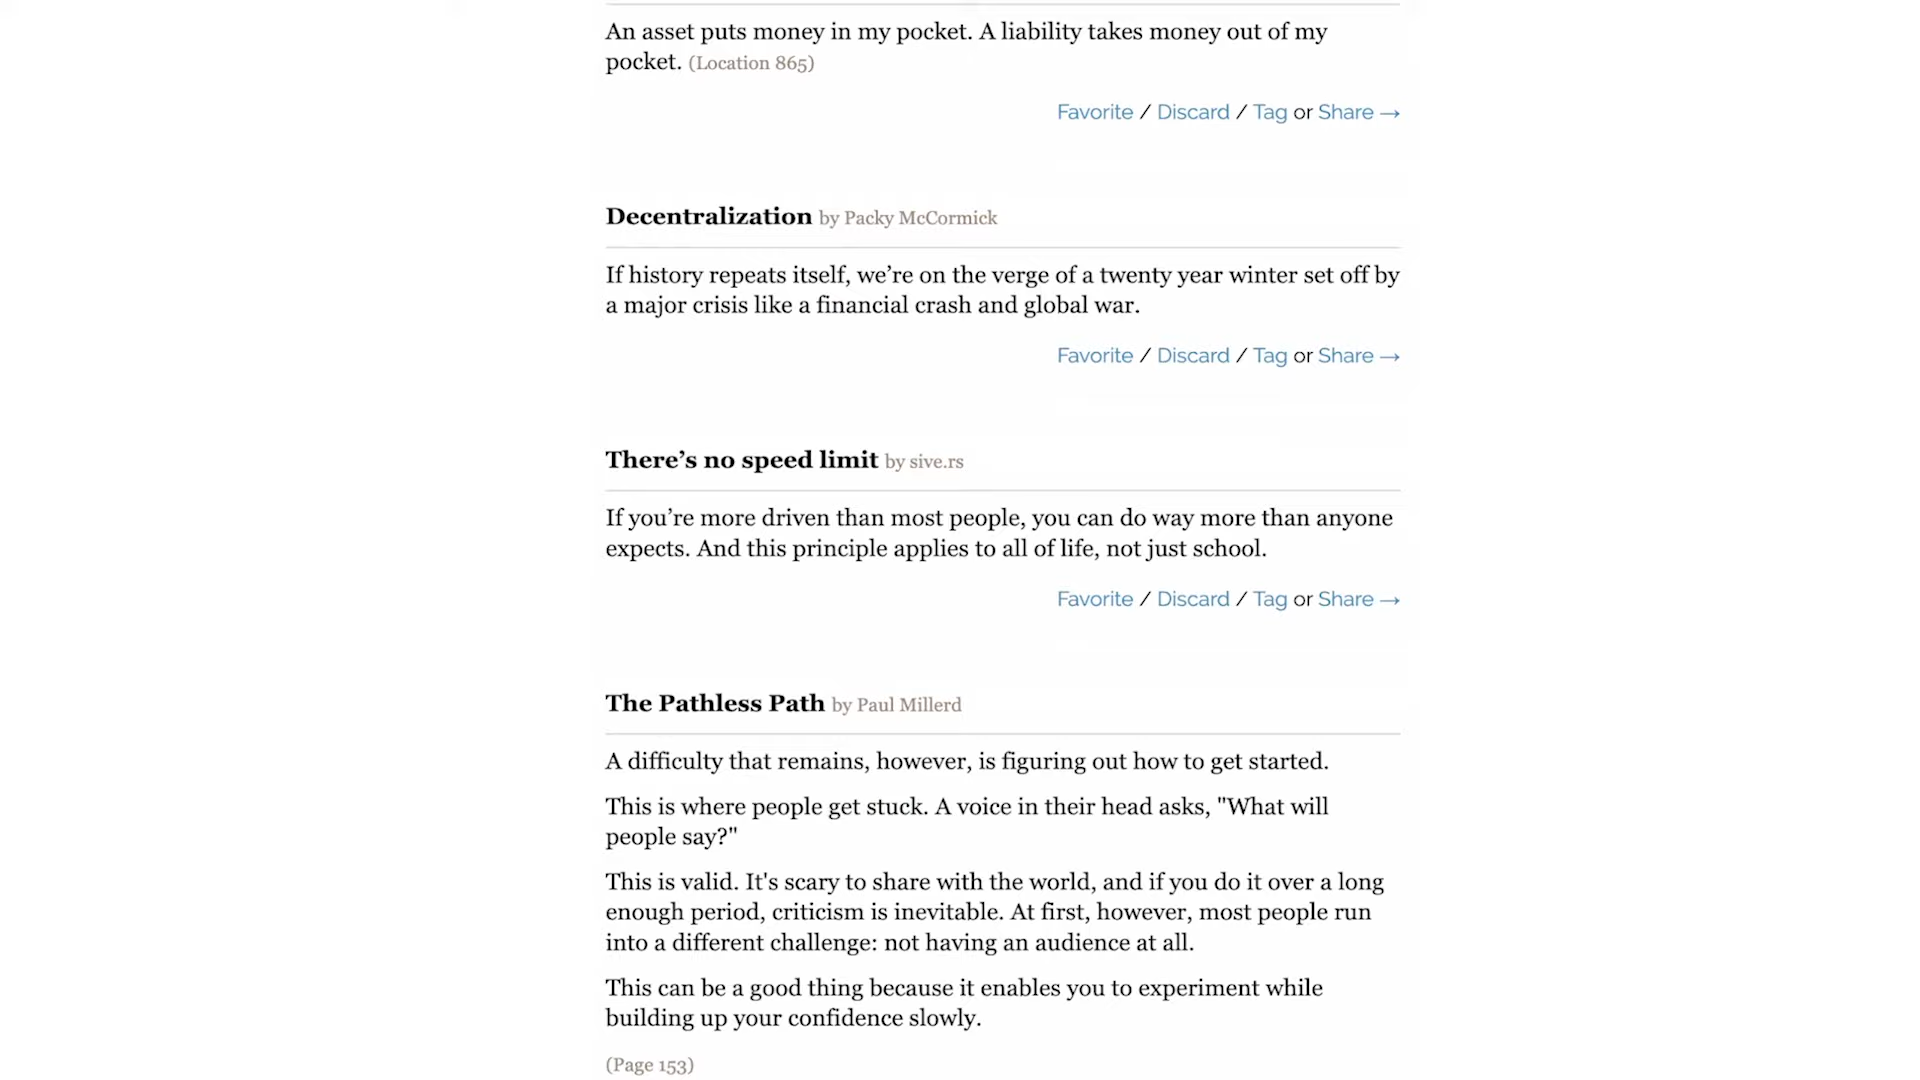 An asset puts money in my pocket. A liability takes money out of my
pocket. (Location 865)
Favorite / Discard / Tag or Share →
Decentralization by Packy McCormick
If history repeats itself, we’re on the verge of a twenty year winter set off by
a major crisis like a financial crash and global war.
Favorite / Discard / Tag or Share →
There’s no speed limit by sive.rs
If you’re more driven than most people, you can do way more than anyone
expects. And this principle applies to all of life, not just school.
Favorite / Discard / Tag or Share →
The Pathless Path by Paul Millerd
A difficulty that remains, however, is figuring out how to get started.
This is where people get stuck. A voice in their head asks, "What will
people say?"
This is valid. It's scary to share with the world, and if you do it over a long
enough period, criticism is inevitable. At first, however, most people run
into a different challenge: not having an audience at all.
This can be a good thing because it enables you to experiment while
building up your confidence slowly.
(Page 153)